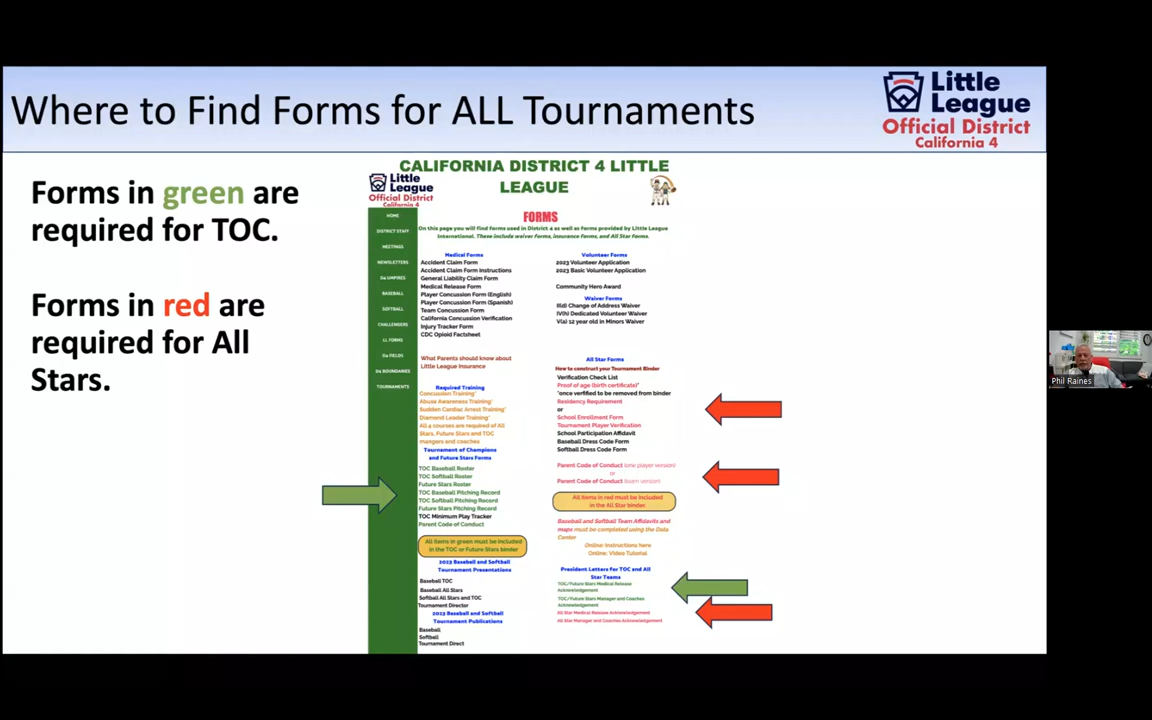 Where to Find Forms for ALL Tournaments
Little
League
Official District
California 4
Forms in green are
required for TOC.
Forms in red are
required for All
Stars.
CALIFORNIA DISTRICT 4 LITTLE
LEAGUE
Little
League
Official District
California 4
HOME
DISTRICT STAFF
MEETINGS
NEWSLETTERS
D4 UMPIRES
BASEBALL
SOFTBALL
CHALLENGERS
LL FORMS
D4 FIELDS
D4 BOUNDARIES
TOURNAMENTS
FORMS
On this page you will find forms used in District 4 as well as forms provided by Little League
International. These include waiver Forms, insurance Forms, and All Star Forms.
Medical Forms
Accident Claim Form
Accident Claim Form Instructions
General Liability Claim Form
Medical Release Form
Player Concussion Form (English)
Player Concussion Form (Spanish)
Team Concussion Form
California Concussion Verification
Injury Tracker Form
CDC Opioid Factsheet
What Parents should know about
Little League Insurance
Required Training
Concussion Training*
Abuse Awareness Training*
Sudden Cardiac Arrest Training*
Diamond Leader Training*
All 4 courses are required of All
Stars, Future Stars and TOC
mangers and coaches
Tournament of Champions
and Future Stars Forms
TOC Baseball Roster
TOC Softball Roster
Future Stars Roster
TOC Baseball Pitching Record
TOC Softball Pitching Record
Future Stars Pitching Record
TOC Minimum Play Tracker
Parent Code of Conduct
All items in green must be included
in the TOC or Future Stars binder
2023 Baseball and Softball
Tournament Presentations
Baseball TOC
Baseball All Stars
Softball All Stars and TOC
Tournament Director
2023 Baseball and Softball
Tournament Publications
Baseball
Softball
Tournament Direct
Volunteer Forms
2023 Volunteer Application
2023 Basic Volunteer Application
Community Hero Award
Waiver Forms
II(d) Change of Address Waiver
IV(h) Dedicated Volunteer Waiver
V(a) 12 year old in Minors Waiver
All Star Forms
How to construct your Tournament Binder
Verification Check List
Proof of age (birth certificate)*
*once verfified to be removed from binder
Residency Requirement
or
School Enrollment Form
Tournament Player Verification
School Participation Affidavit
Baseball Dress Code Form
Softball Dress Code Form
Parent Code of Conduct (one player version)
or
Parent Code of Conduct (team version)
All items in red must be included
in the All Star binder.
Baseball and Softball Team Affidavits and
maps must be completed using the Data
Center
Online: Instructions here
Online: Video Tutorial
President Letters For TOC and All
Star Teams
TOC/Future Stars Medical Release
Acknowledgement
TOC/Future Stars Manager and Coaches
Acknowledgement
All Star Medical Release Acknowledgement
All Star Manager and Coaches Acknowledgement
Phil Raines